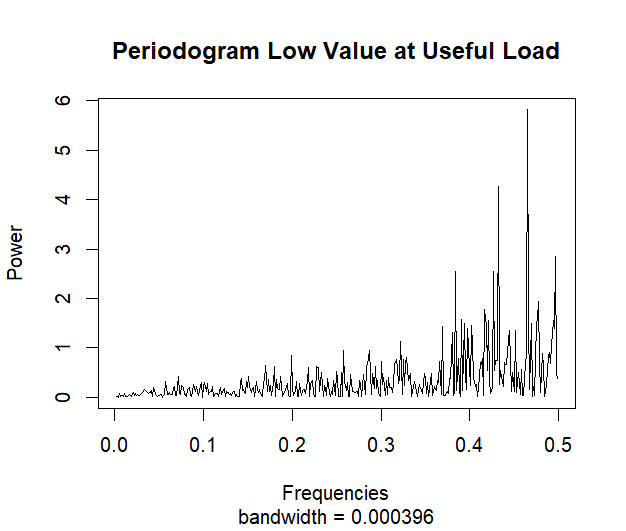 Periodogram Low Value at Useful Load
Power
6
5
4
3
2
1
0
0.0 0.1 0.2 0.3 0.4 0.5
Frequencies
bandwidth = 0.000396